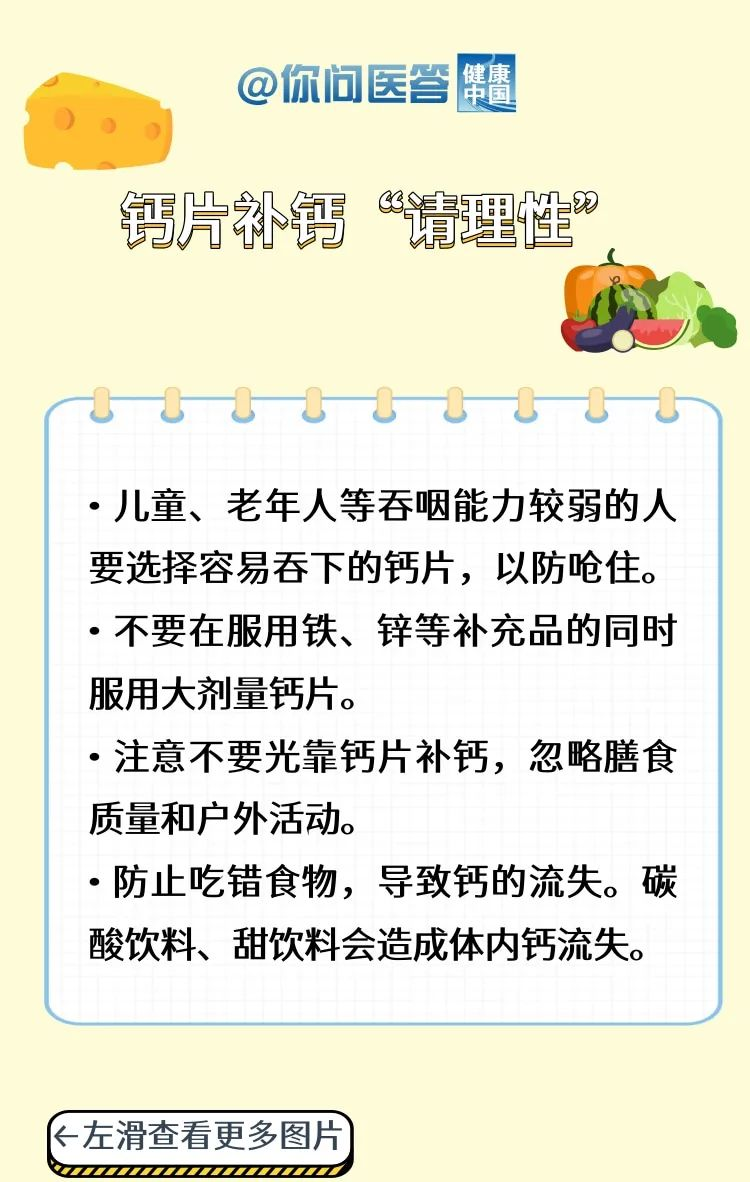 @你问医答 健康
中国
钙片补钙“请理性”
• 儿童、老年人等吞咽能力较弱的人
要选择容易吞下的钙片，以防呛住。
• 不要在服用铁、锌等补充品的同时
服用大剂量钙片。
• 注意不要光靠钙片补钙，忽略膳食
质量和户外活动。
• 防止吃错食物，导致钙的流失。碳
酸饮料、甜饮料会造成体内钙流失。
←左滑查看更多图片